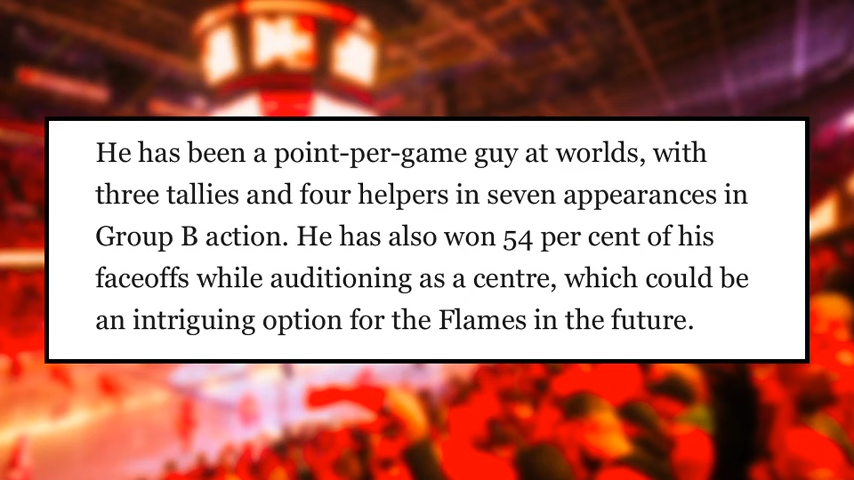 He has been a point-per-game guy at worlds, with
three tallies and four helpers in seven appearances in
Group B action. He has also won 54 per cent of his
faceoffs while auditioning as a centre, which could be
an intriguing option for the Flames in the future.